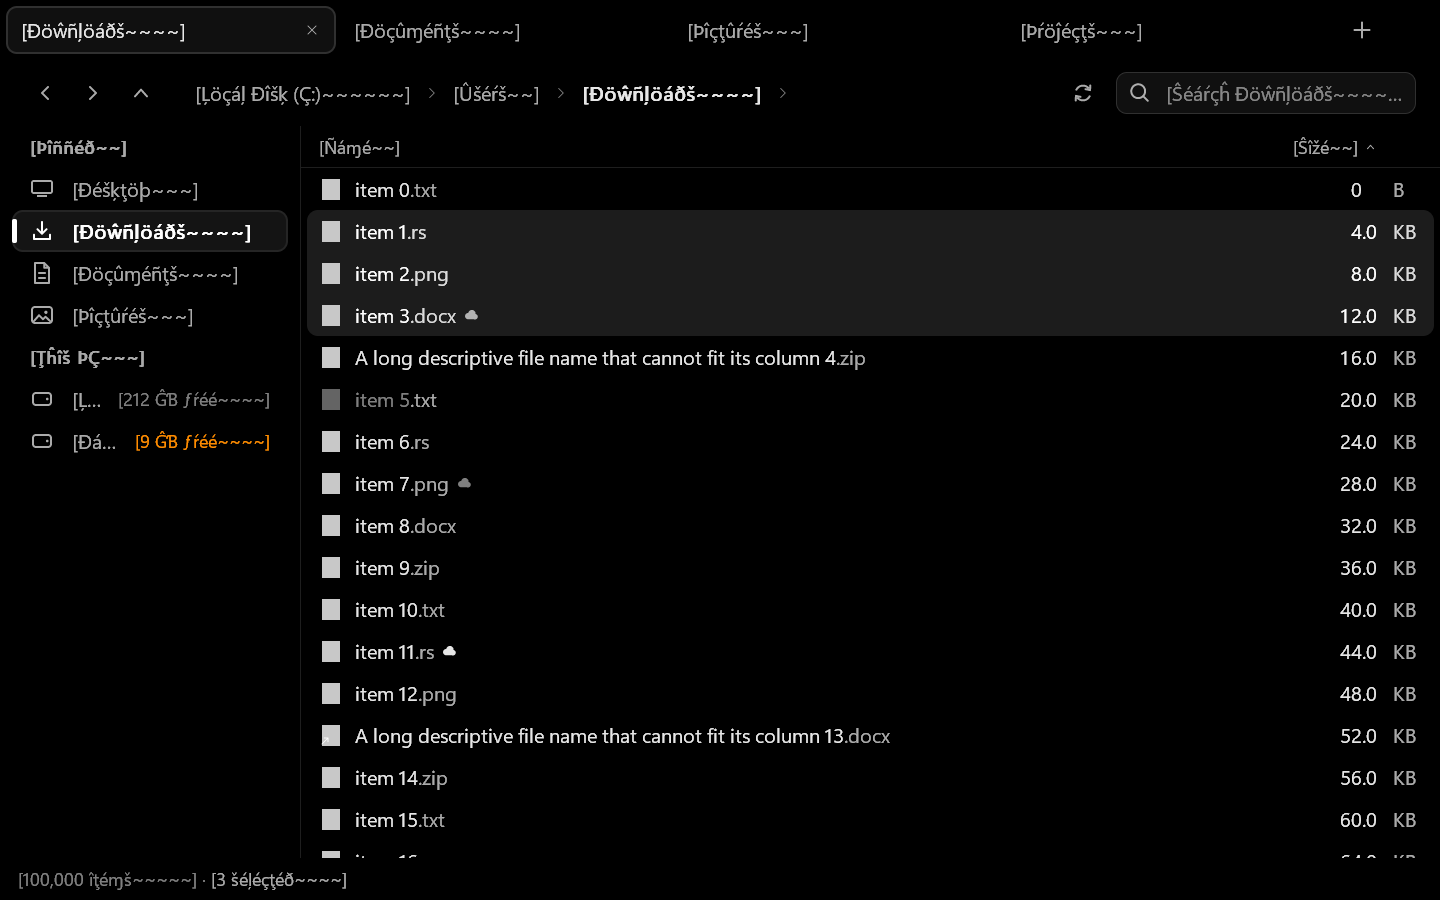 [Ðöŵñļöáðš~~~~]
[Ðöçûɱéñţš~~~~]
[Þîçţûŕéš~~~]
[Þŕöĵéçţš~~~]
[Ļöçáļ Ðîšķ (Ç:)~~~~~~]
[Ûšéŕš~~]
[Ðöŵñļöáðš~~~~]
[Šéáŕçĥ Ðöŵñļöáðš~~~~...
[Þîññéð~~]
[Ðéšķţöþ~~~]
[Ðöŵñļöáðš~~~~]
[Ðöçûɱéñţš~~~~]
[Þîçţûŕéš~~~]
[Ţĥîš ÞÇ~~~]
[Ļ... [212 ĜƁ ƒŕéé~~~~]
[Ðá... [9 ĜƁ ƒŕéé~~~~]
[Ñáɱé~~] [Šîžé~~]
item 0.txt 0 B
item 1.rs 4.0 KB
item 2.png 8.0 KB
item 3.docx 12.0 KB
A long descriptive file name that cannot fit its column 4.zip 16.0 KB
item 5.txt 20.0 KB
item 6.rs 24.0 KB
item 7.png 28.0 KB
item 8.docx 32.0 KB
item 9.zip 36.0 KB
item 10.txt 40.0 KB
item 11.rs 44.0 KB
item 12.png 48.0 KB
A long descriptive file name that cannot fit its column 13.docx 52.0 KB
item 14.zip 56.0 KB
item 15.txt 60.0 KB
[100,000 îţéɱš~~~~~] · [3 šéļéçţéð~~~~]